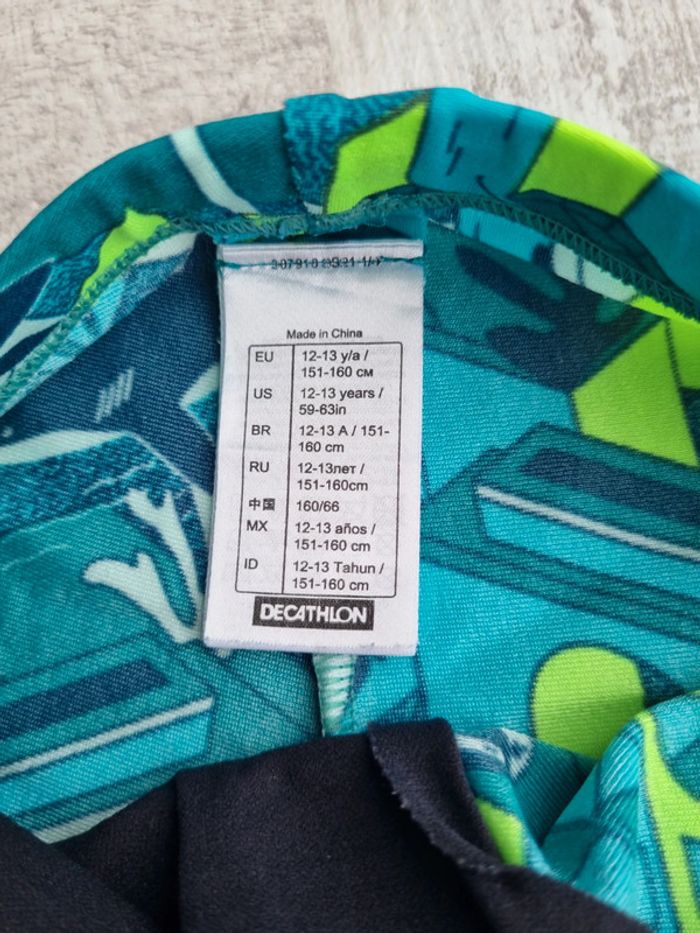 Made in China
EU 12-13 y/a /
151-160 см
US 12-13 years /
59-63in
BR 12-13 A / 151-
160 cm
RU 12-13лет /
151-160cm
中国 160/66
MX 12-13 años /
151-160 cm
ID 12-13 Tahun /
151-160 cm
DECATHLON